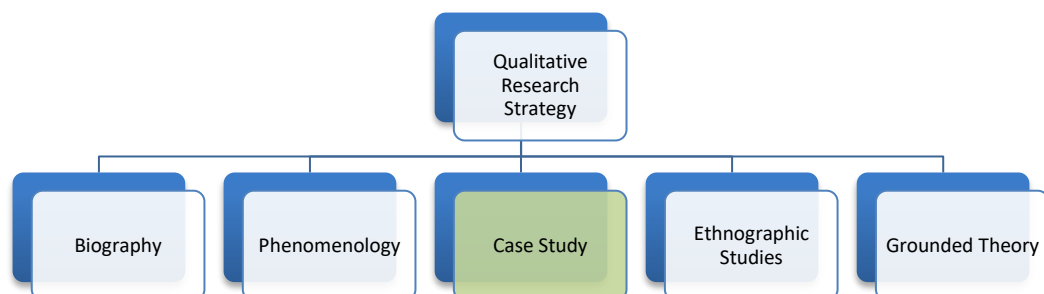 Qualitative
Research
Strategy
Biography
Phenomenology
Case Study
Ethnographic
Studies
Grounded Theory